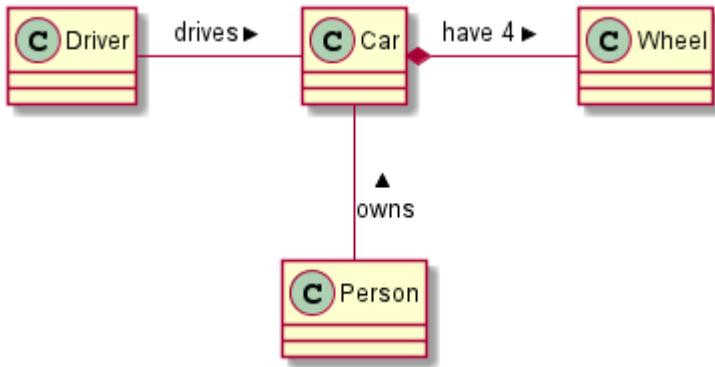 C Driver
drives ▶
C Car
have 4 ▶
C Wheel
▲
owns
C Person